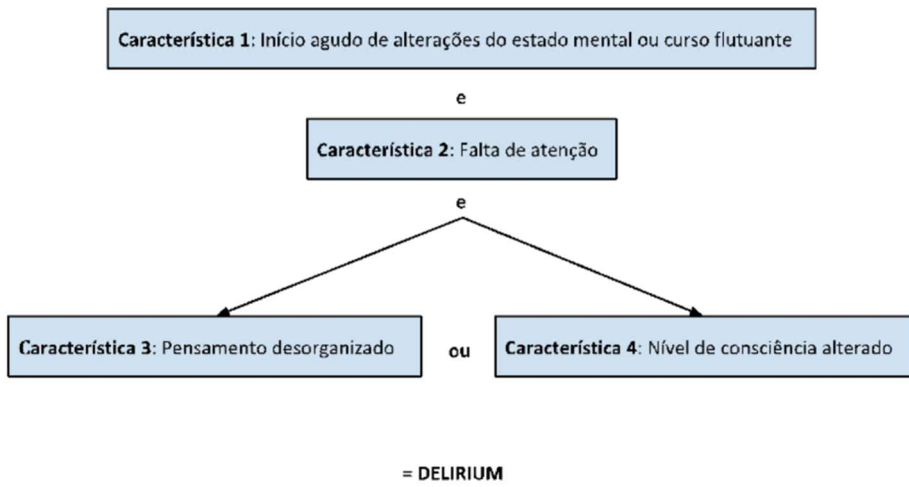 Característica 1: Início agudo de alterações do estado mental ou curso flutuante
e
Característica 2: Falta de atenção
e
Característica 3: Pensamento desorganizado
ou
Característica 4: Nível de consciência alterado
= DELIRIUM